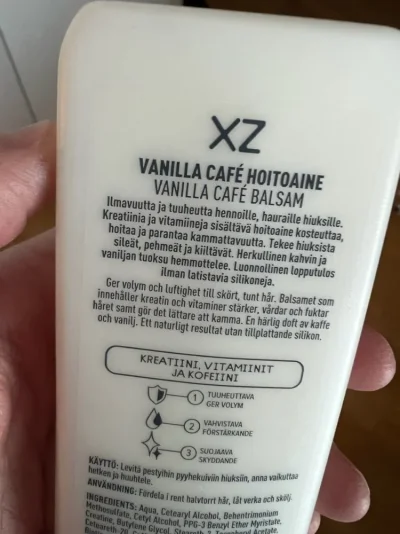 XZ
VANILLA CAFÉ HOITOAINE
VANILLA CAFÉ BALSAM
Ilmavuutta ja tuuheutta hennoille, hauraille hiuksille.
Kreatiinia ja vitamiineja sisältävä hoitoaine kosteuttaa,
hoitaa ja parantaa kammattavuutta. Tekee hiuksista
sileät, pehmeät ja kiiltävät. Herkullinen kahvin ja
vaniljan tuoksu hemmottelee. Luonnollinen lopputulos
ilman latistavia silikoneja.
Ger volym och luftighet till skört, tunt hår. Balsamet som
innehåller kreatin och vitaminer stärker, vårdar och fuktar
håret samt gör det lättare att kamma. En härlig doft av kaffe
och vanilj. Ett naturligt resultat utan tillplattande silikon.
KREATIINI, VITAMIINIT
JA KOFEIINI
1 TUUHEUTTAVA
GER VOLYM
2 VAHVISTAVA
FÖRSTÄRKANDE
3 SUOJAAVA
SKYDDANDE
KÄYTTÖ: Levitä pestyihin pyyhekuiviin hiuksiin, anna vaikuttaa
hetken ja huuhtele.
ANVÄNDNING: Fördela i rent halvtorrt hår, låt verka och skölj.
INGREDIENTS: Aqua, Cetearyl Alcohol, Behentrimonium
Methosulfate, Cetyl Alcohol, PPG-3 Benzyl Ether Myristate,
Creatine, Butylene Glycol,